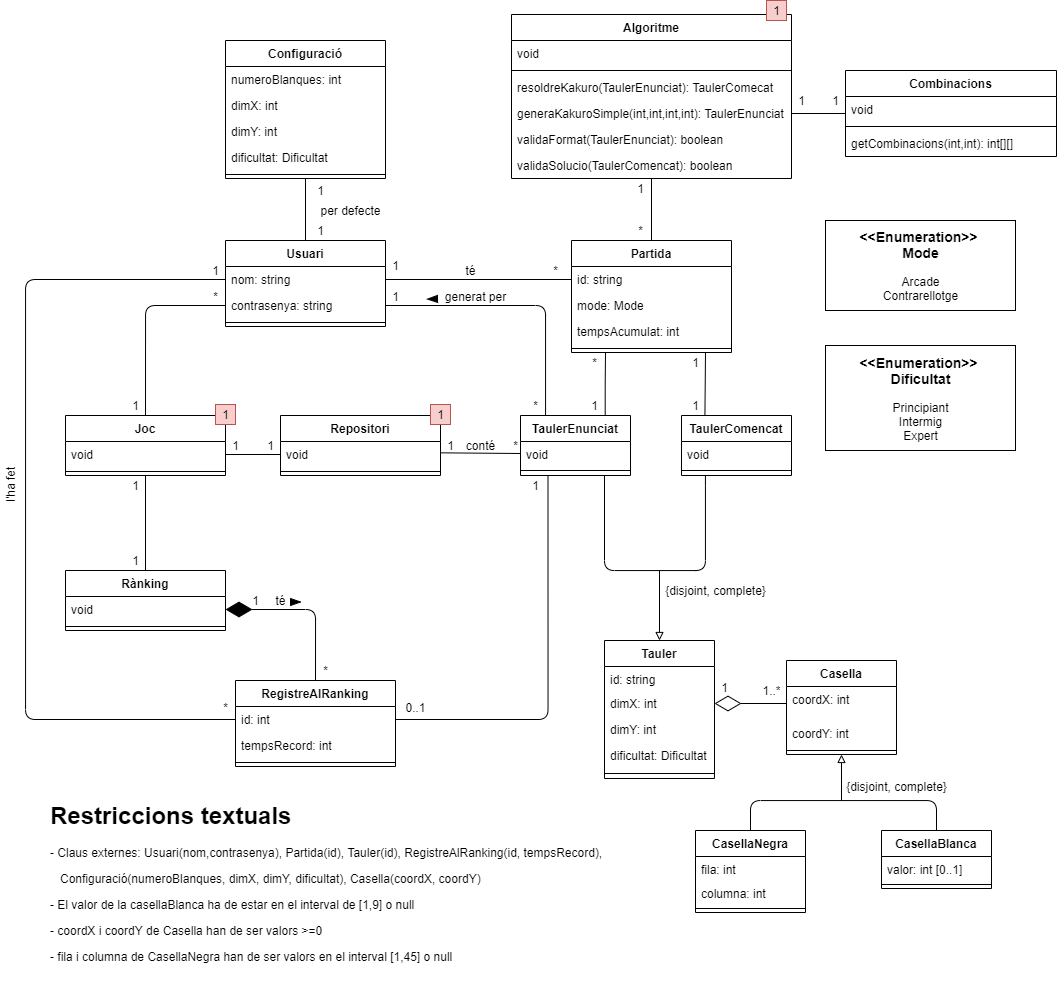 1
Algoritme
void
resoldreKakuro(TaulerEnunciat): TaulerComecat
generaKakuroSimple(int,int,int,int): TaulerEnunciat
validaFormat(TaulerEnunciat): boolean
validaSolucio(TaulerComencat): boolean
Configuració
numeroBlanques: int
dimX: int
dimY: int
dificultat: Dificultat
1 1
Combinacions
void
getCombinacions(int,int): int[][]
1
per defecte
1
1
*
<<Enumeration>>
Mode
Arcade
Contrarellotge
Usuari
nom: string
contrasenya: string
1
*
1 té *
1 generat per
Partida
id: string
mode: Mode
tempsAcumulat: int
<<Enumeration>>
Dificultat
Principiant
Intermig
Expert
* 1
1 * 1 1
1
Joc
void
1 1
1
Repositori
void
1 conté *
TaulerEnunciat
void
TaulerComencat
void
l'ha fet
1
1
1
Rànking
void
1 té
*
{disjoint, complete}
RegistreAlRanking
id: int
tempsRecord: int
*
0..1
Tauler
id: string
dimX: int
dimY: int
dificultat: Dificultat
1 1..*
Casella
coordX: int
coordY: int
{disjoint, complete}
CasellaNegra
fila: int
columna: int
CasellaBlanca
valor: int [0..1]
Restriccions textuals
- Claus externes: Usuari(nom,contrasenya), Partida(id), Tauler(id), RegistreAlRanking(id, tempsRecord),
Configuració(numeroBlanques, dimX, dimY, dificultat), Casella(coordX, coordY)
- El valor de la casellaBlanca ha de estar en el interval de [1,9] o null
- coordX i coordY de Casella han de ser valors >=0
- fila i columna de CasellaNegra han de ser valors en el interval [1,45] o null